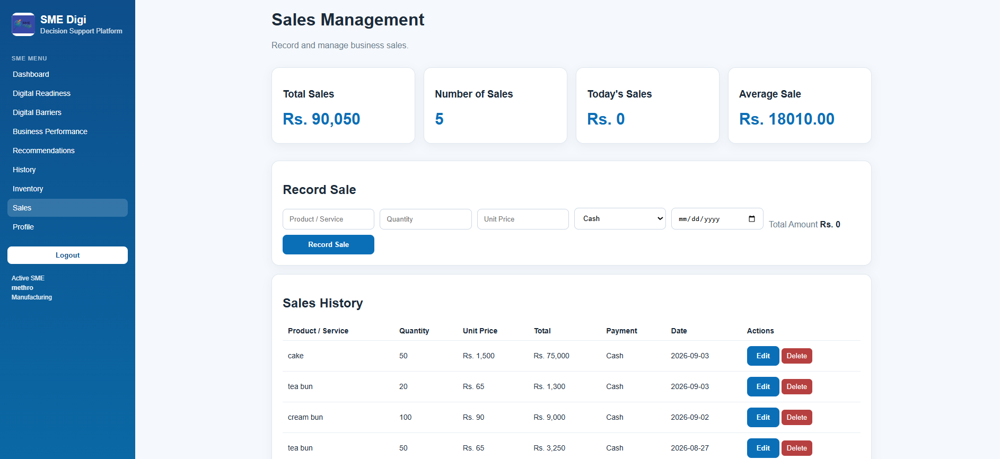 SME Digi
Decision Support Platform
SME MENU
Dashboard
Digital Readiness
Digital Barriers
Business Performance
Recommendations
History
Inventory
Sales
Profile
Logout
Active SME
methro
Manufacturing
Sales Management
Record and manage business sales.
Total Sales
Rs. 90,050
Number of Sales
5
Today's Sales
Rs. 0
Average Sale
Rs. 18010.00
Record Sale
Product / Service Quantity Unit Price Cash mm/dd/yyyy Total Amount Rs. 0
Record Sale
Sales History
Product / Service Quantity Unit Price Total Payment Date Actions
cake 50 Rs. 1,500 Rs. 75,000 Cash 2026-09-03 Edit Delete
tea bun 20 Rs. 65 Rs. 1,300 Cash 2026-09-03 Edit Delete
cream bun 100 Rs. 90 Rs. 9,000 Cash 2026-09-02 Edit Delete
tea bun 50 Rs. 65 Rs. 3,250 Cash 2026-08-27 Edit Delete